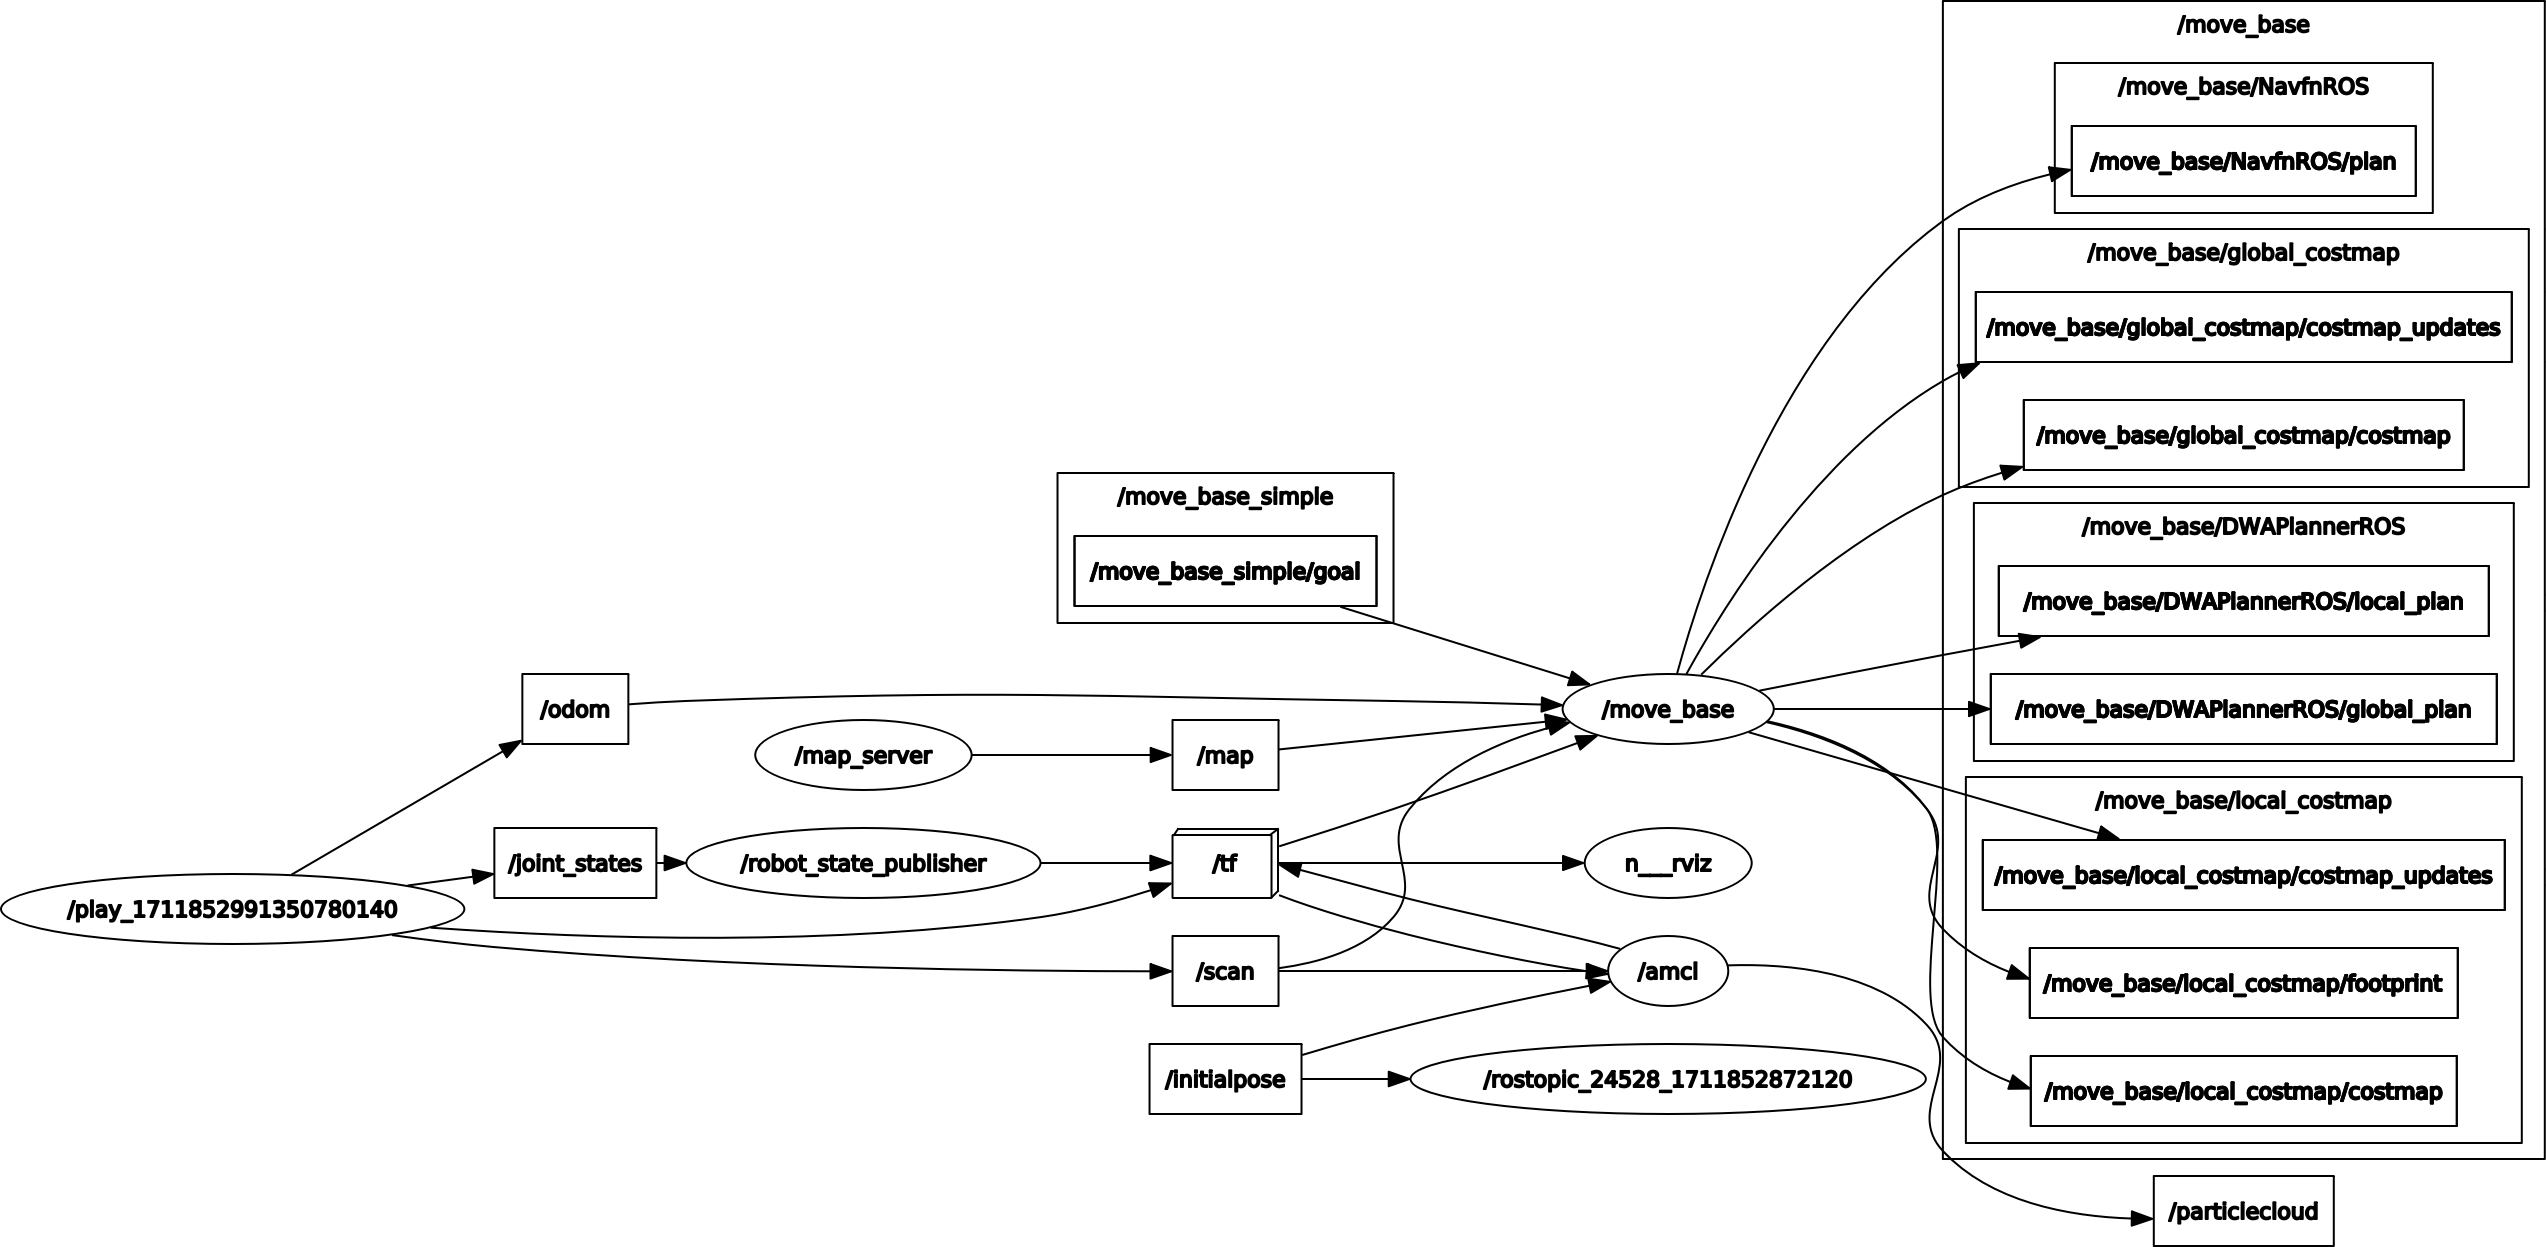 /move_base
/move_base/NavfnROS
/move_base/NavfnROS/plan
/move_base/global_costmap
/move_base/global_costmap/costmap_updates
/move_base/global_costmap/costmap
/move_base_simple
/move_base_simple/goal
/move_base/DWAPlannerROS
/move_base/DWAPlannerROS/local_plan
/move_base/DWAPlannerROS/global_plan
/odom
/map_server
/map
/move_base
/joint_states
/robot_state_publisher
/tf
n___rviz
/play_1711852991350780140
/scan
/amcl
/initialpose
/rostopic_24528_1711852872120
/move_base/local_costmap
/move_base/local_costmap/costmap_updates
/move_base/local_costmap/footprint
/move_base/local_costmap/costmap
/particlecloud